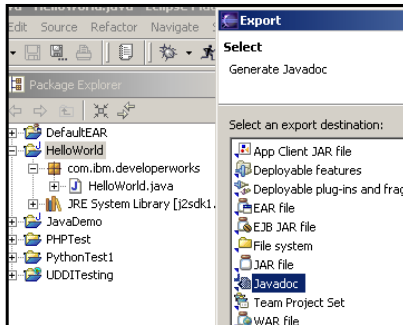 Edit Source Refactor Navigate
Package Explorer
DefaultEAR
HelloWorld
com.ibm.developerworks
HelloWorld.java
JRE System Library [j2sdk1.
JavaDemo
PHPTest
PythonTest1
UDDITesting
Export
Select
Generate Javadoc
Select an export destination:
App Client JAR file
Deployable features
Deployable plug-ins and frag
EAR file
EJB JAR file
File system
JAR file
Javadoc
Team Project Set
WAR file